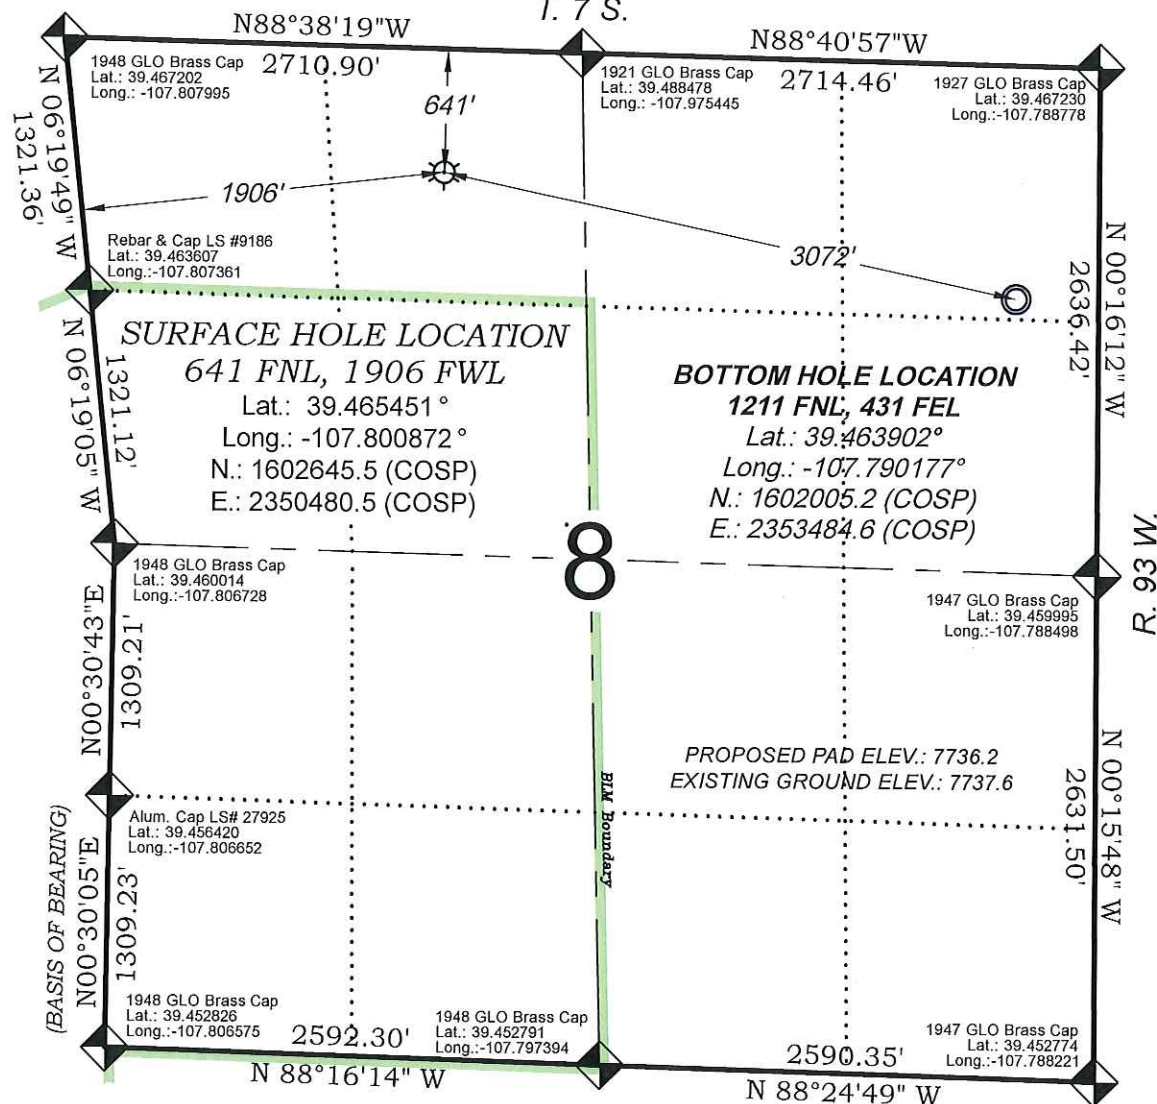 T. 7 S.
N88°38'19"W
N88°40'57"W
1948 GLO Brass Cap
Lat.: 39.467202
Long.: -107.807995
2710.90'
1921 GLO Brass Cap
Lat.: 39.488478
Long.: -107.975445
2714.46'
1927 GLO Brass Cap
Lat.: 39.467230
Long.:-107.788778
641'
N 06°19'49" W
1321.36'
1906'
3072'
Rebar & Cap LS #9186
Lat.: 39.463607
Long.:-107.807361
N 00°16'12" W
2636.42'
N 06°19'05" W
1321.12'
SURFACE HOLE LOCATION
641 FNL, 1906 FWL
Lat.: 39.465451°
Long.: -107.800872°
N.: 1602645.5 (COSP)
E.: 2350480.5 (COSP)
BOTTOM HOLE LOCATION
1211 FNL, 431 FEL
Lat.: 39.463902°
Long.: -107.790177°
N.: 1602005.2 (COSP)
E.: 2353484.6 (COSP)
8
R. 93 W.
1948 GLO Brass Cap
Lat.: 39.460014
Long.:-107.806728
1947 GLO Brass Cap
Lat.: 39.459995
Long.:-107.788498
N00°30'43"E
1309.21'
PROPOSED PAD ELEV.: 7736.2
EXISTING GROUND ELEV.: 7737.6
BLM Boundary
N 00°15'48" W
2631.50'
Alum. Cap LS# 27925
Lat.: 39.456420
Long.:-107.806652
(BASIS OF BEARING)
N00°30'05"E
1309.23'
1948 GLO Brass Cap
Lat.: 39.452826
Long.:-107.806575
2592.30'
1948 GLO Brass Cap
Lat.: 39.452791
Long.:-107.797394
2590.35'
1947 GLO Brass Cap
Lat.: 39.452774
Long.:-107.788221
N 88°16'14" W
N 88°24'49" W